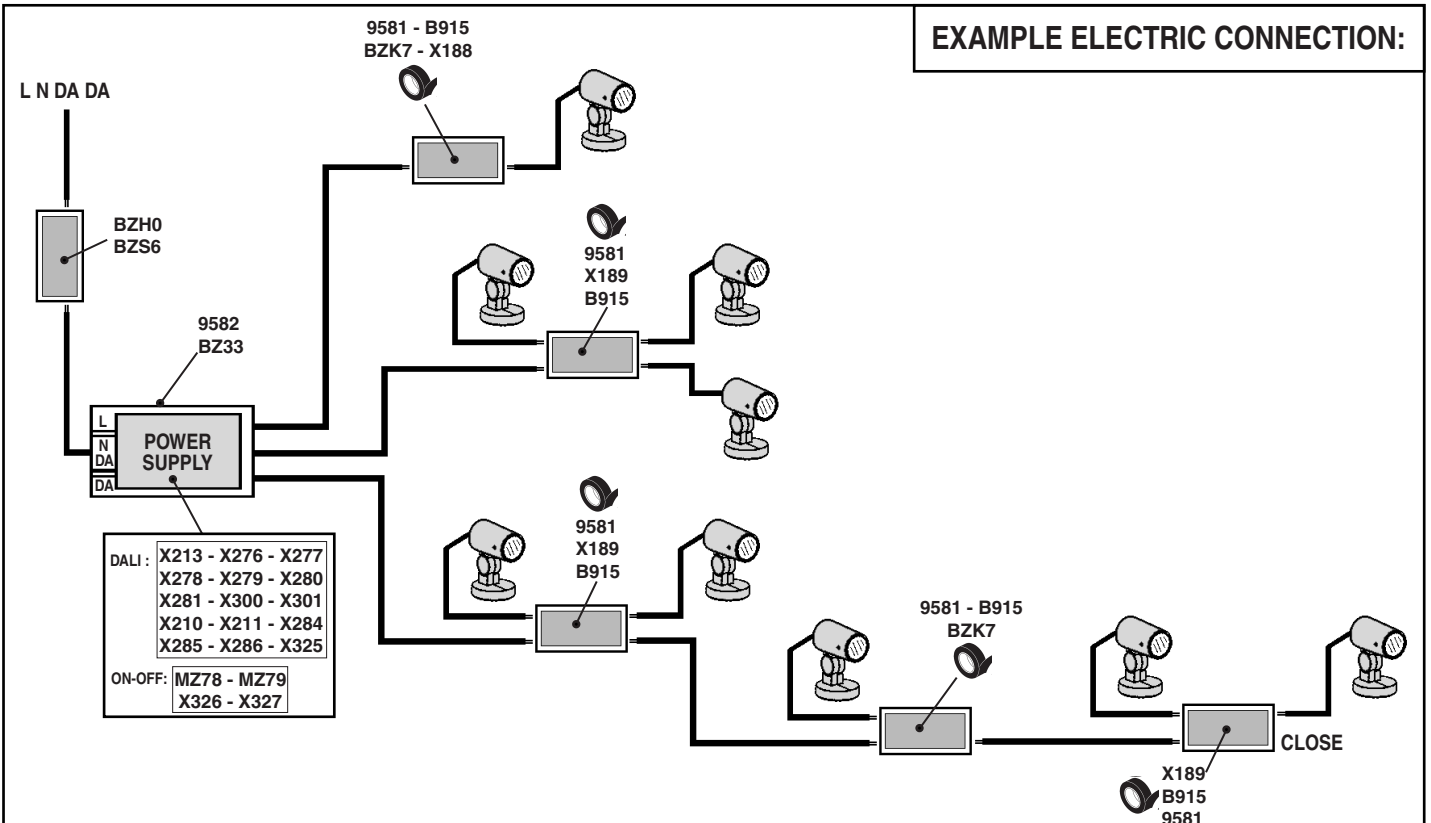 EXAMPLE ELECTRIC CONNECTION:
9581 - B915
BZK7 - X188
L N DA DA
BZH0
BZS6
9581
X189
B915
9582
BZ33
L
N
DA
DA
POWER
SUPPLY
9581
X189
B915
DALI :
X213 - X276 - X277
X278 - X279 - X280
X281 - X300 - X301
X210 - X211 - X284
X285 - X286 - X325
ON-OFF:
MZ78 - MZ79
X326 - X327
9581 - B915
BZK7
CLOSE
X189
B915
9581